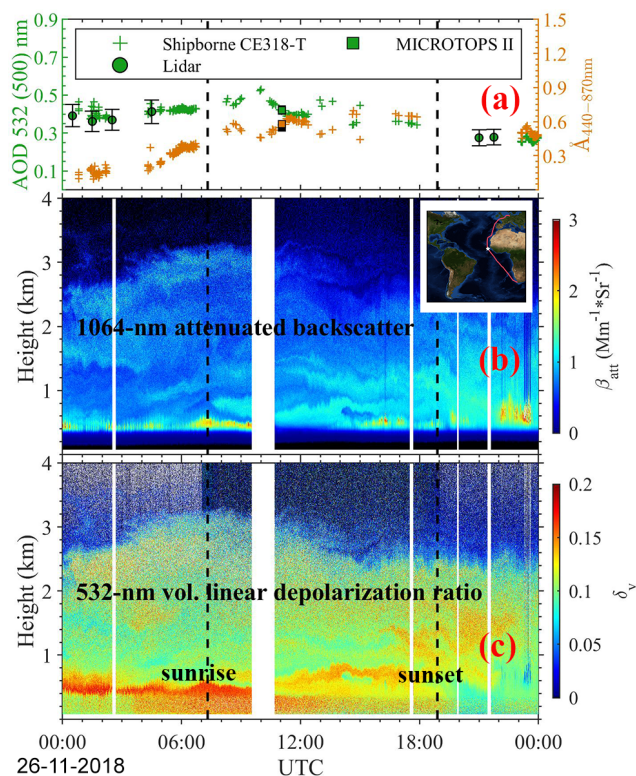 AOD 532 (500) nm
0.9
0.7
0.5
0.3
0.1
Shipborne CE318-T
MICROTOPS II
Lidar
(a)
1.5
1.2
0.9
0.6
0.3
Å440−870nm
Height (km)
4
3
2
1
1064-nm attenuated backscatter
(b)
3
2
1
0
βatt (Mm-1*Sr-1)
Height (km)
4
3
2
1
0
532-nm vol. linear depolarization ratio
sunrise
sunset
(c)
0.2
0.15
0.1
0.05
0
δv
00:00
06:00
12:00
18:00
00:00
26-11-2018
UTC